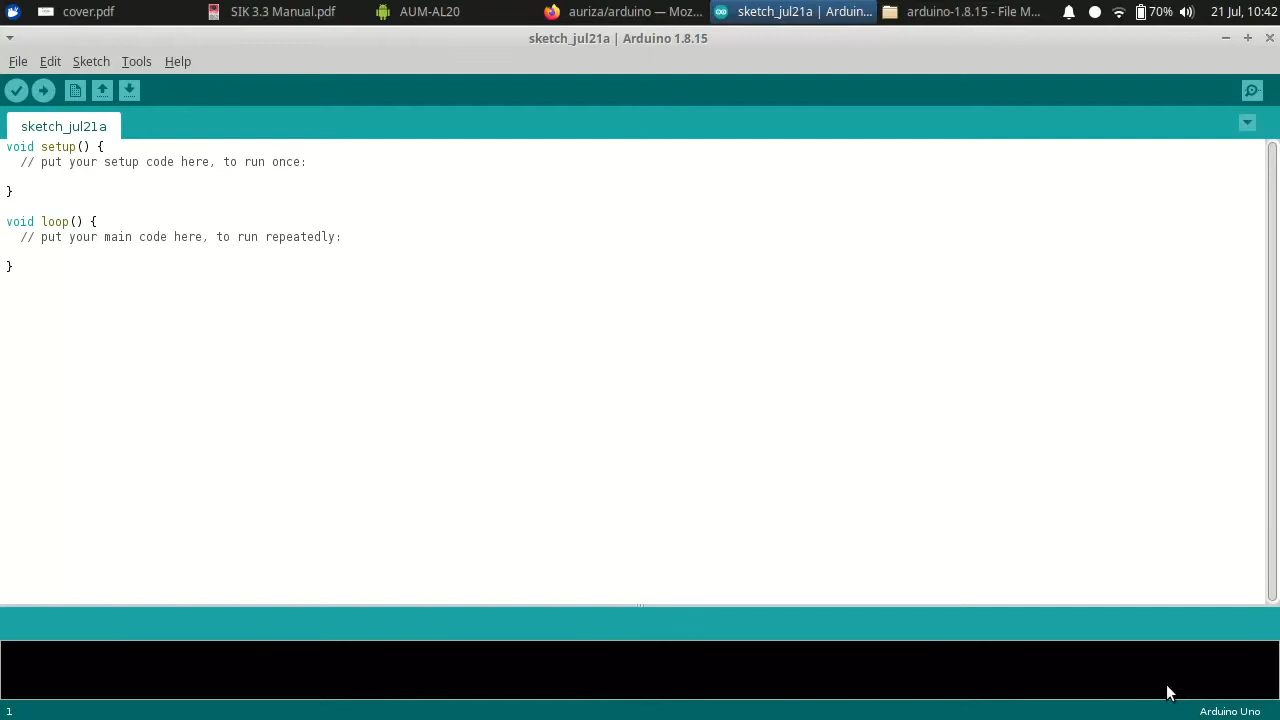 cover.pdf
SIK 3.3 Manual.pdf
AUM-AL20
auriza/arduino — Moz...
sketch_jul21a | Arduin...
arduino-1.8.15 - File M...
70%
21 Jul, 10:42
sketch_jul21a | Arduino 1.8.15
File Edit Sketch Tools Help
sketch_jul21a
void setup() {
  // put your setup code here, to run once:
}
void loop() {
  // put your main code here, to run repeatedly:
}
1
Arduino Uno